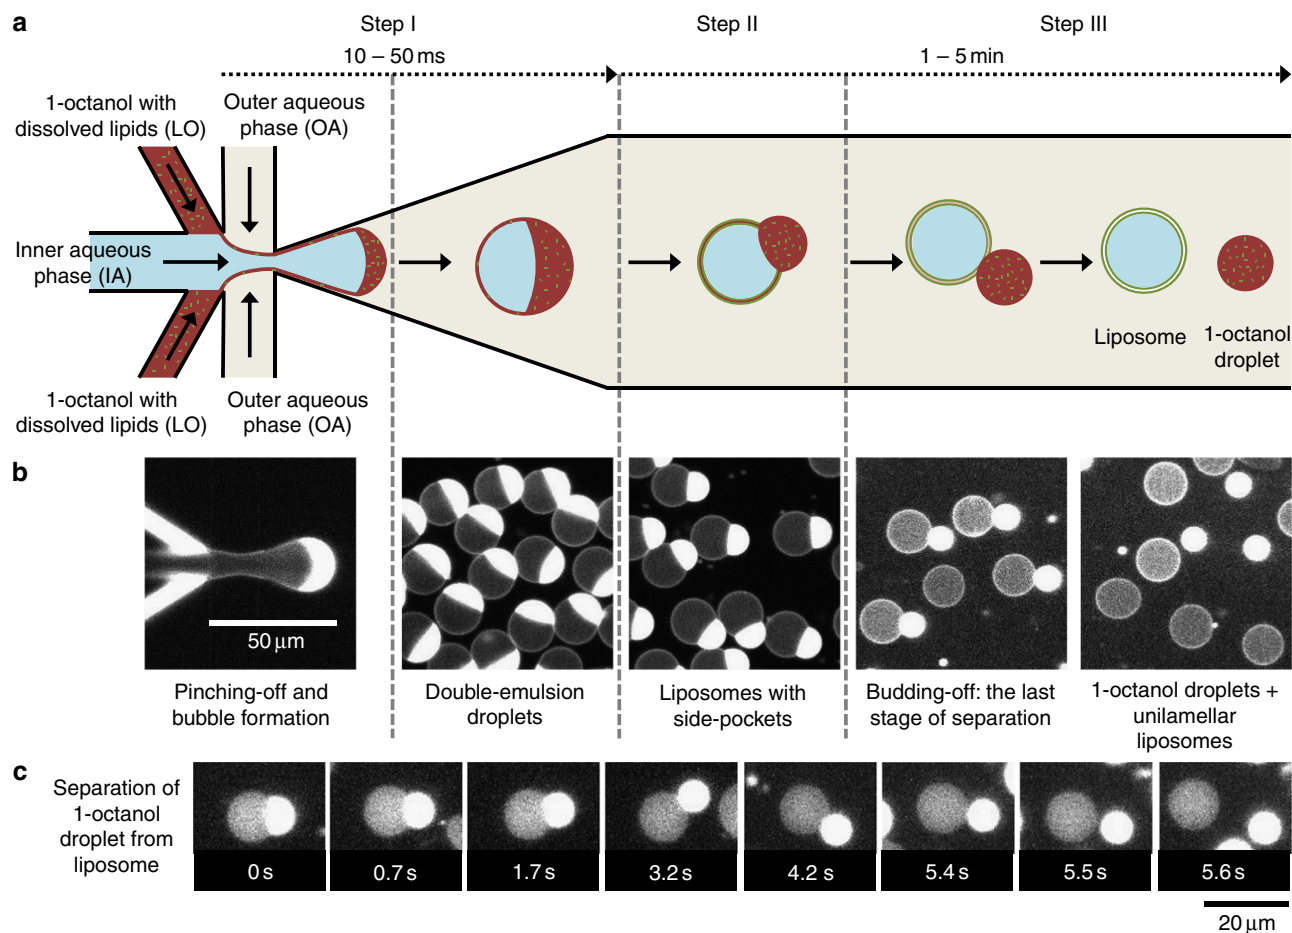 a
Step I
Step II
Step III
10 – 50 ms
1 – 5 min
1-octanol with
dissolved lipids (LO)
Outer aqueous
phase (OA)
Inner aqueous
phase (IA)
Liposome
1-octanol
droplet
1-octanol with
dissolved lipids (LO)
Outer aqueous
phase (OA)
b
50 µm
Pinching-off and
bubble formation
Double-emulsion
droplets
Liposomes with
side-pockets
Budding-off: the last
stage of separation
1-octanol droplets +
unilamellar
liposomes
c
Separation of
1-octanol
droplet from
liposome
0 s
0.7 s
1.7 s
3.2 s
4.2 s
5.4 s
5.5 s
5.6 s
20 µm